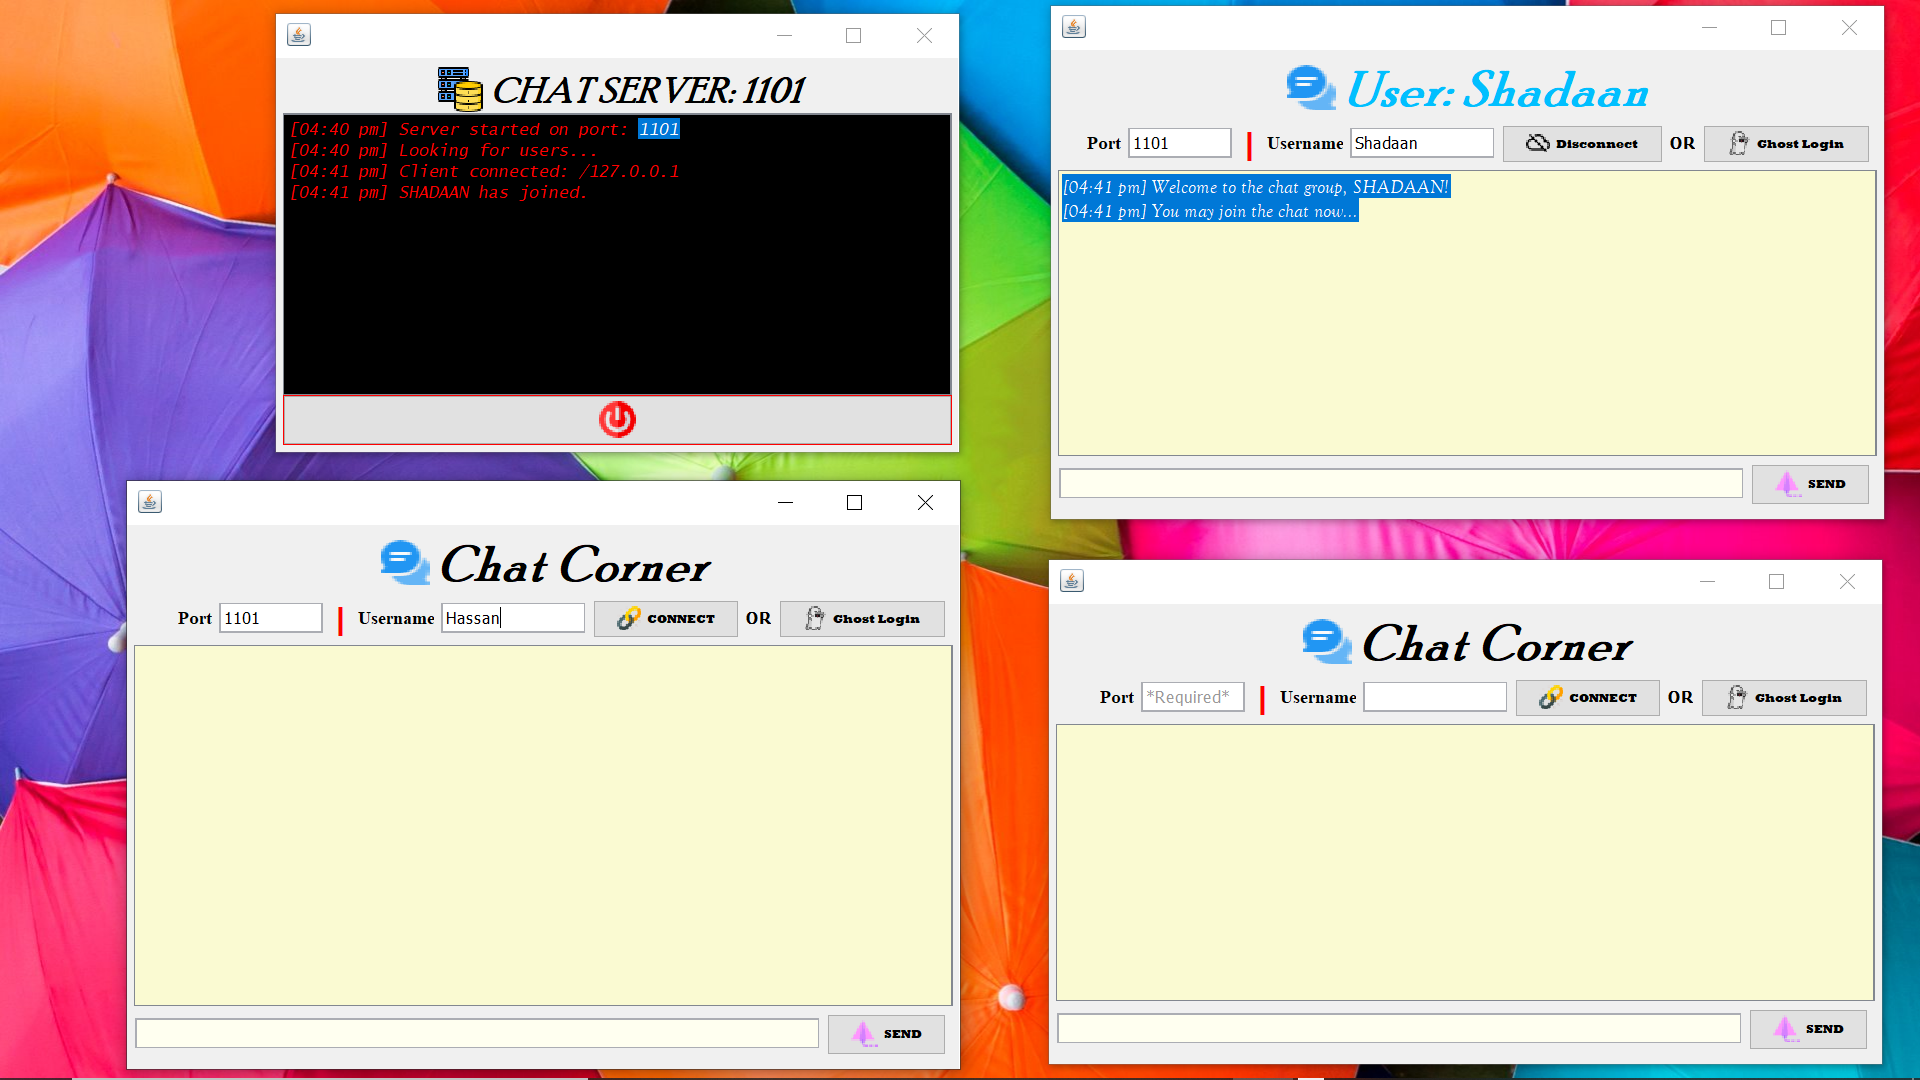 CHAT SERVER: 1101
[04:40 pm] Server started on port: 1101
[04:40 pm] Looking for users...
[04:41 pm] Client connected: /127.0.0.1
[04:41 pm] SHADAAN has joined.
User: Shadaan
Port 1101 | Username Shadaan Disconnect OR Ghost Login
[04:41 pm] Welcome to the chat group, SHADAAN!
[04:41 pm] You may join the chat now...
SEND
Chat Corner
Port 1101 | Username Hassan CONNECT OR Ghost Login
SEND
Chat Corner
Port *Required* | Username CONNECT OR Ghost Login
SEND